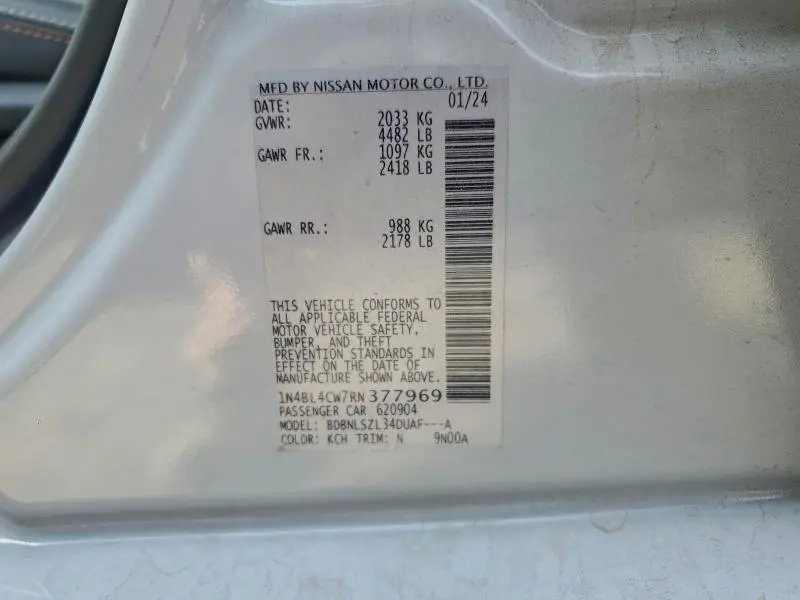 MFD BY NISSAN MOTOR CO., LTD.
DATE: 01/24
GVWR: 2033 KG
4482 LB
GAWR FR.: 1097 KG
2418 LB
GAWR RR.: 988 KG
2178 LB
THIS VEHICLE CONFORMS TO
ALL APPLICABLE FEDERAL
MOTOR VEHICLE SAFETY,
BUMPER, AND THEFT
PREVENTION STANDARDS IN
EFFECT ON THE DATE OF
MANUFACTURE SHOWN ABOVE.
1N4BL4CW7RN377969
PASSENGER CAR 620904
MODEL: BDBNLSZL34DUAF---A
COLOR: KCH TRIM: N 9N00A